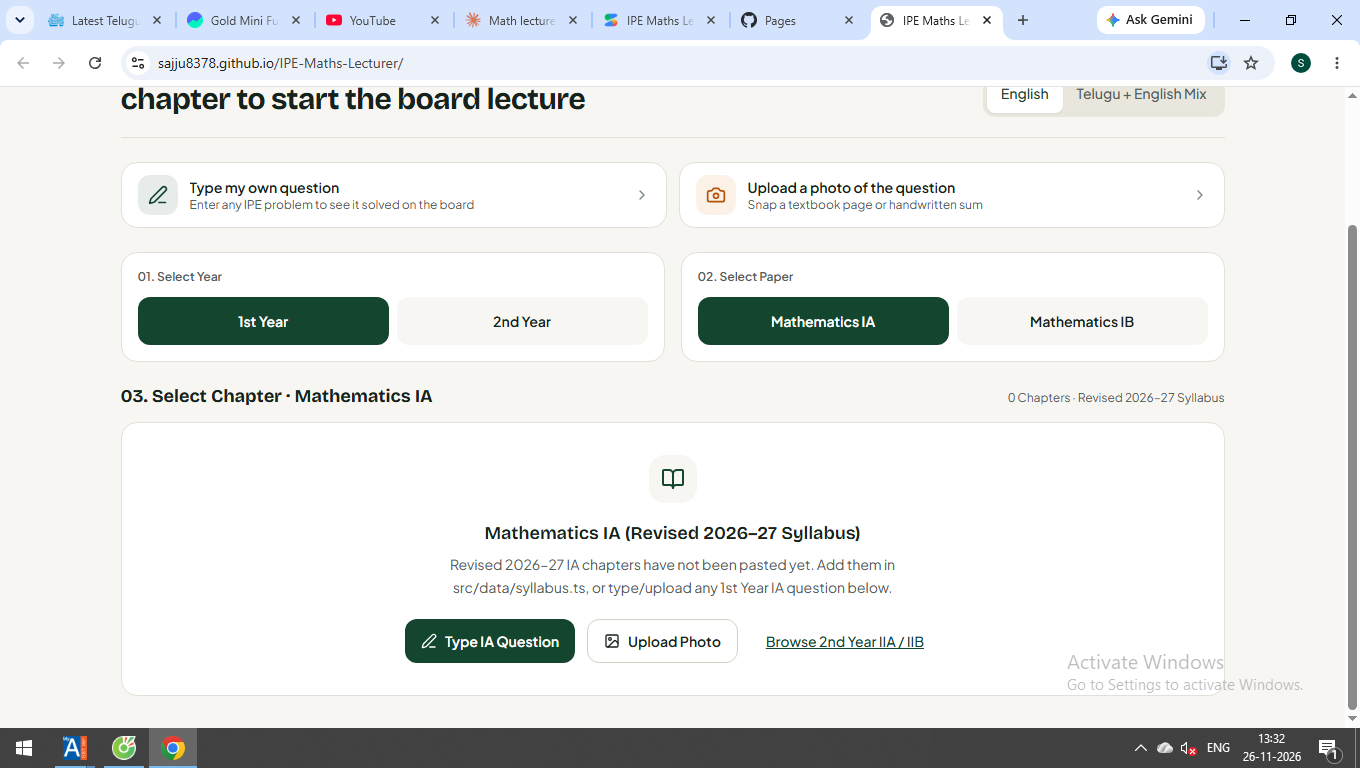 Latest Telugu
Gold Mini Fu
YouTube
Math lecture
IPE Maths Le
Pages
IPE Maths Le
Ask Gemini
sajju8378.github.io/IPE-Maths-Lecturer/
S
chapter to start the board lecture
English
Telugu + English Mix
Type my own question
Enter any IPE problem to see it solved on the board
Upload a photo of the question
Snap a textbook page or handwritten sum
01. Select Year
1st Year
2nd Year
02. Select Paper
Mathematics IA
Mathematics IB
03. Select Chapter · Mathematics IA
0 Chapters · Revised 2026–27 Syllabus
Mathematics IA (Revised 2026–27 Syllabus)
Revised 2026–27 IA chapters have not been pasted yet. Add them in
src/data/syllabus.ts, or type/upload any 1st Year IA question below.
Type IA Question
Upload Photo
Browse 2nd Year IIA / IIB
Activate Windows
Go to Settings to activate Windows.
ENG
13:32
26-11-2026
1